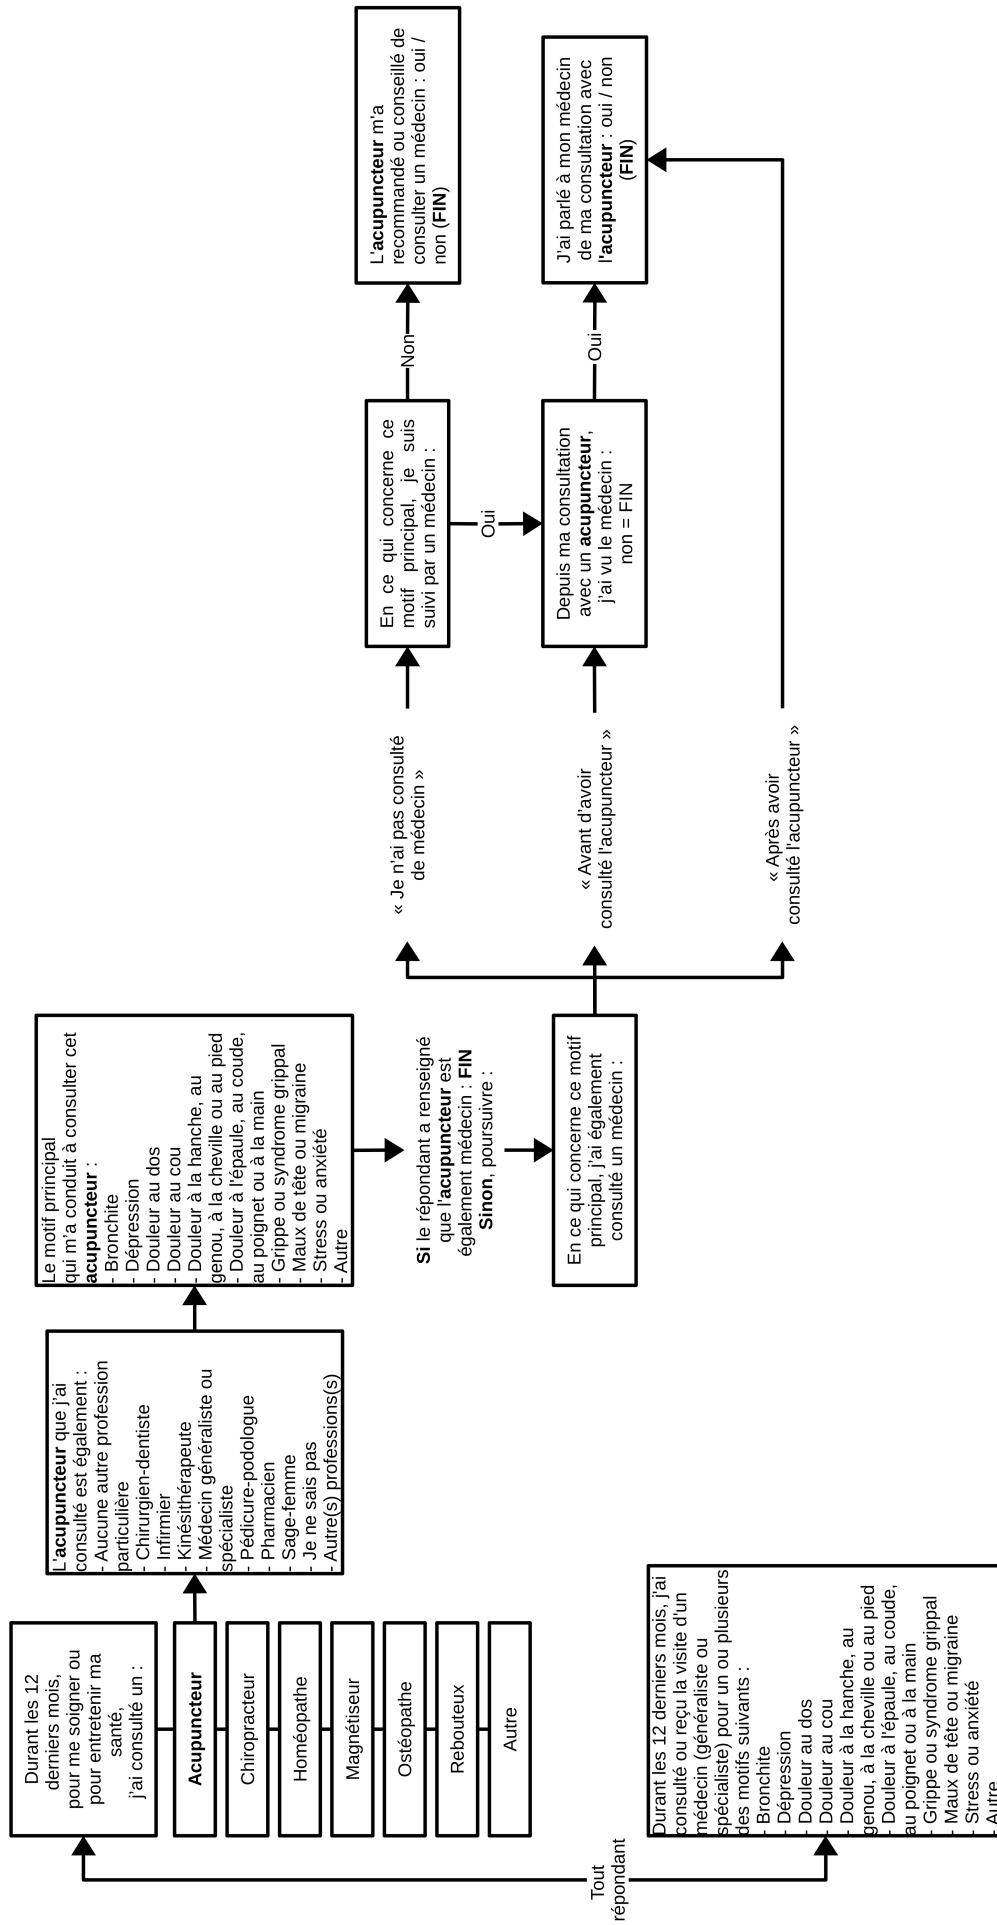 Tout
répondant
Durant les 12
derniers mois,
pour me soigner ou
pour entretenir ma
santé,
j'ai consulté un :
Acupuncteur
Chiropracteur
Homéopathe
Magnétiseur
Ostéopathe
Rebouteux
Autre
Durant les 12 derniers mois, j'ai
consulté ou reçu la visite d'un
médecin (généraliste ou
spécialiste) pour un ou plusieurs
des motifs suivants :
- Bronchite
- Dépression
- Douleur au dos
- Douleur au cou
- Douleur à la hanche, au
genou, à la cheville ou au pied
- Douleur à l'épaule, au coude,
au poignet ou à la main
- Grippe ou syndrome grippal
- Maux de tête ou migraine
- Stress ou anxiété
- Autre
L'acupuncteur que j'ai
consulté est également :
- Aucune autre profession
particulière
- Chirurgien-dentiste
- Infirmier
- Kinésithérapeute
- Médecin généraliste ou
spécialiste
- Pédicure-podologue
- Pharmacien
- Sage-femme
- Je ne sais pas
- Autre(s) professions(s)
Le motif prrincipal
qui m'a conduit à consulter cet
acupuncteur :
- Bronchite
- Dépression
- Douleur au dos
- Douleur au cou
- Douleur à la hanche, au
genou, à la cheville ou au pied
- Douleur à l'épaule, au coude,
au poignet ou à la main
- Grippe ou syndrome grippal
- Maux de tête ou migraine
- Stress ou anxiété
- Autre
Si le répondant a renseigné
que l'acupuncteur est
également médecin : FIN
Sinon, poursuivre :
En ce qui concerne ce motif
principal, j'ai également
consulté un médecin :
« Je n'ai pas consulté
de médecin »
« Avant d'avoir
consulté l'acupuncteur »
« Après avoir
consulté l'acupuncteur »
En ce qui concerne ce
motif principal, je suis
suivi par un médecin :
Oui
Non
Depuis ma consultation
avec un acupuncteur,
j'ai vu le médecin :
non = FIN
Oui
L'acupuncteur m'a
recommandé ou conseillé de
consulter un médecin : oui /
non (FIN)
J'ai parlé à mon médecin
de ma consultation avec
l'acupuncteur : oui / non
(FIN)